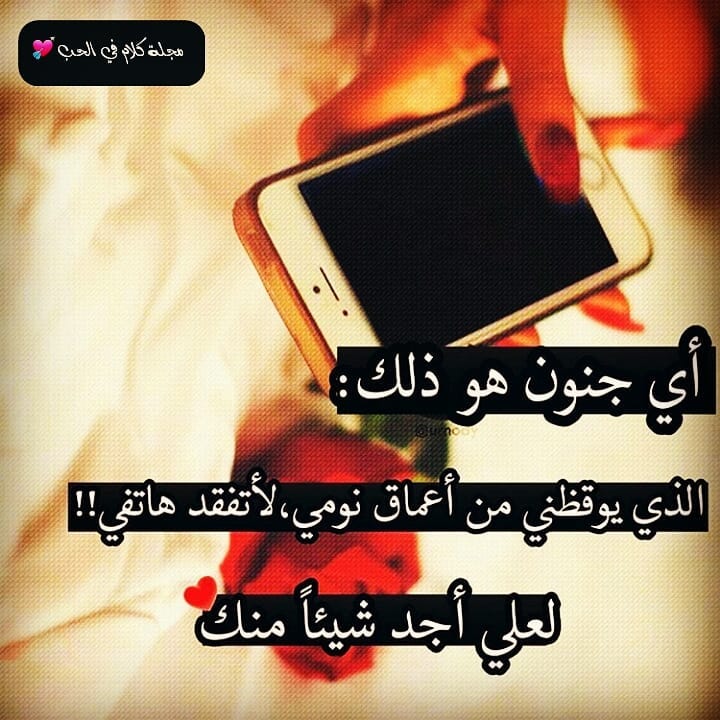 مجلة كلام في الحب 💘
أي جنون هو ذلك:
الذي يوقظني من أعماق نومي،لأتفقد هاتفي!!
لعلي أجد شيئاً منك